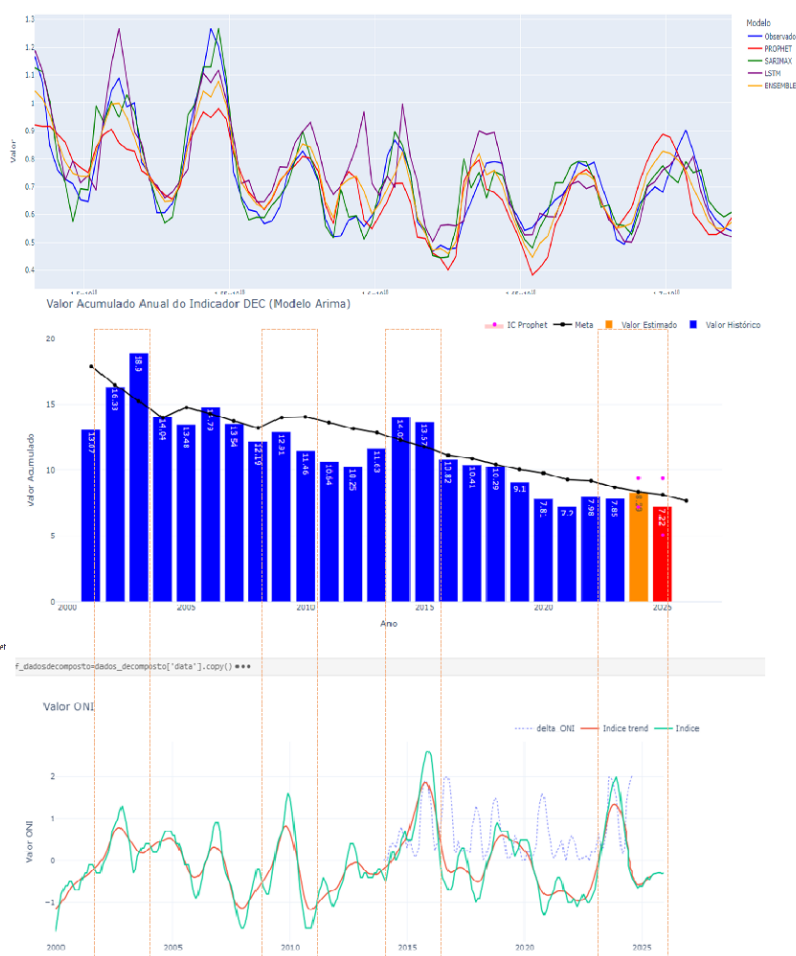 1.3
1.2
1.1
1
0.9
0.8
0.7
0.6
0.5
0.4
Valor
Modelo
Observado
PROPHET
SARIMAX
LSTM
ENSEMBLE
Valor Acumulado Anual do Indicador DEC (Modelo Arima)
IC Prophet Meta Valor Estimado Valor Histórico
20
15
10
5
0
Valor Acumulado
16.33
18.9
14.04
13.48
13.54
12.19
12.91
11.46
10.64
10.25
11.63
13.57
10.82
10.41
10.29
9.1
7.81
7.2
7.98
7.85
7.22
2000 2005 2010 2015 2020 2025
Ano
f_dadosdecomposto=dados_decomposto['data'].copy() •••
Valor ONI
delta ONI Indice trend Indice
2
1
0
−1
Valor ONI
2000 2005 2010 2015 2020 2025